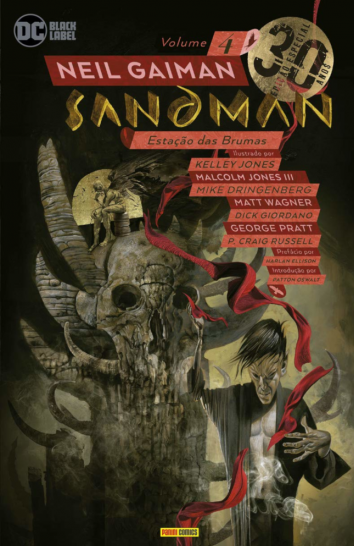 DC BLACK LABEL
Volume 4
30
EDIÇÃO ESPECIAL
ANOS
NEIL GAIMAN
SANDMAN
Estação das Brumas
Ilustrado por
KELLEY JONES
MALCOLM JONES III
MIKE DRINGENBERG
MATT WAGNER
DICK GIORDANO
GEORGE PRATT
P. CRAIG RUSSELL
Prefácio por
HARLAN ELLISON
Introdução por
PATTON OSWALT
PANINI COMICS